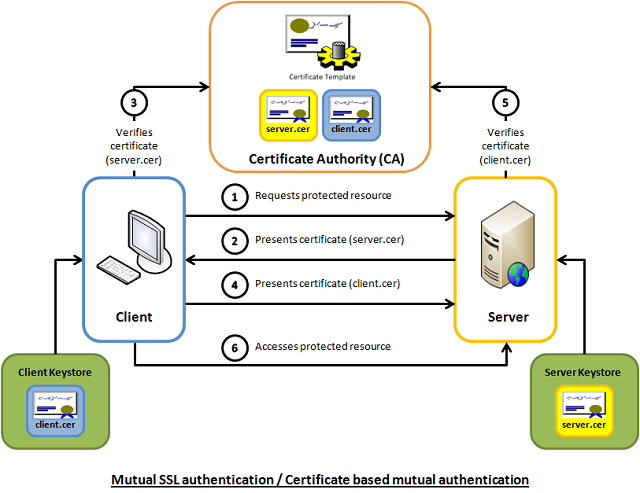 Certificate Template
server.cer
client.cer
Certificate Authority (CA)
3
Verifies
certificate
(server.cer)
5
Verifies
certificate
(client.cer)
1 Requests protected resource
2 Presents certificate (server.cer)
4 Presents certificate (client.cer)
Client
Server
6 Accesses protected resource
Client Keystore
client.cer
Server Keystore
server.cer
Mutual SSL authentication / Certificate based mutual authentication